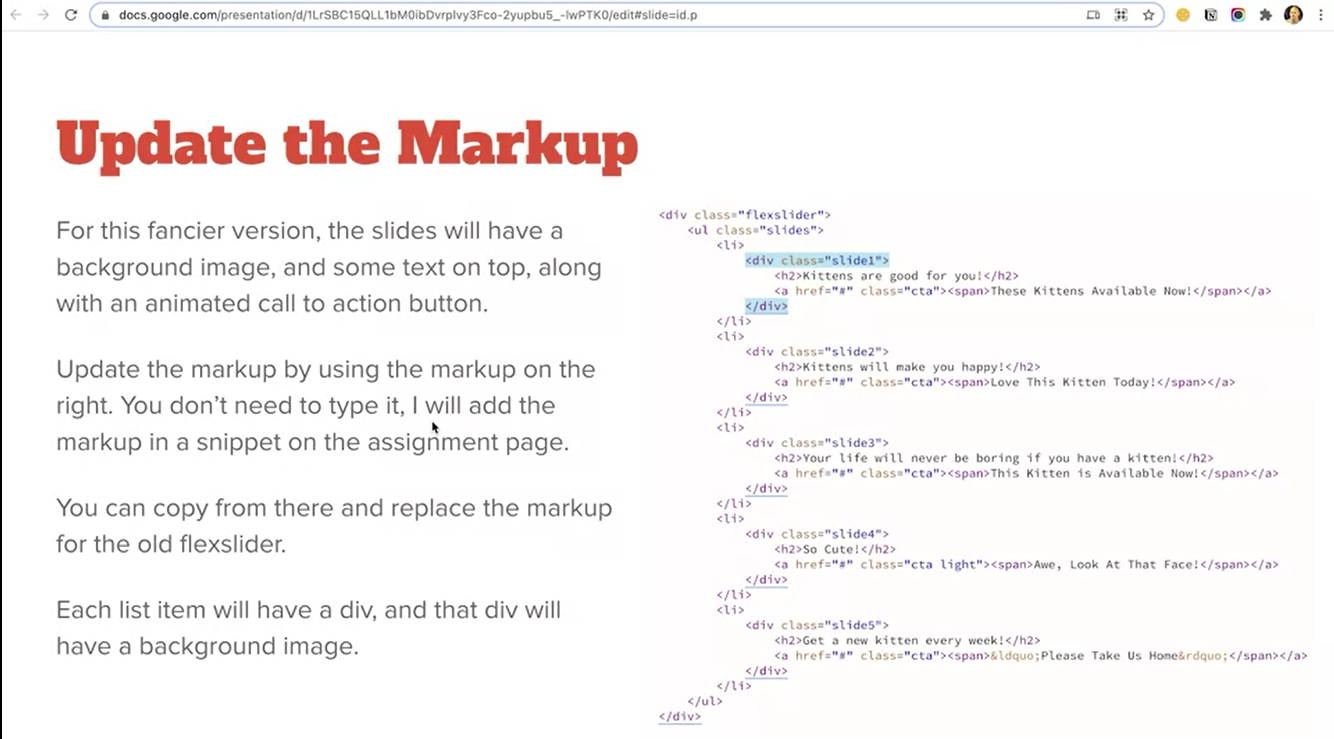 docs.google.com/presentation/d/1LrSBC15QLL1bM0ibDvrplvy3Fco-2yupbu5_-lwPTK0/edit#slide=id.p
Update the Markup
For this fancier version, the slides will have a
background image, and some text on top, along
with an animated call to action button.
Update the markup by using the markup on the
right. You don’t need to type it, I will add the
markup in a snippet on the assignment page.
You can copy from there and replace the markup
for the old flexslider.
Each list item will have a div, and that div will
have a background image.
<div class="flexslider">
<ul class="slides">
<li>
<div class="slide1">
<h2>Kittens are good for you!</h2>
<a href="#" class="cta"><span>These Kittens Available Now!</span></a>
</div>
</li>
<li>
<div class="slide2">
<h2>Kittens will make you happy!</h2>
<a href="#" class="cta"><span>Love This Kitten Today!</span></a>
</div>
</li>
<li>
<div class="slide3">
<h2>Your life will never be boring if you have a kitten!</h2>
<a href="#" class="cta"><span>This Kitten is Available Now!</span></a>
</div>
</li>
<li>
<div class="slide4">
<h2>So Cute!</h2>
<a href="#" class="cta light"><span>Awe, Look At That Face!</span></a>
</div>
</li>
<li>
<div class="slide5">
<h2>Get a new kitten every week!</h2>
<a href="#" class="cta"><span>&ldquo;Please Take Us Home&rdquo;</span></a>
</div>
</li>
</ul>
</div>